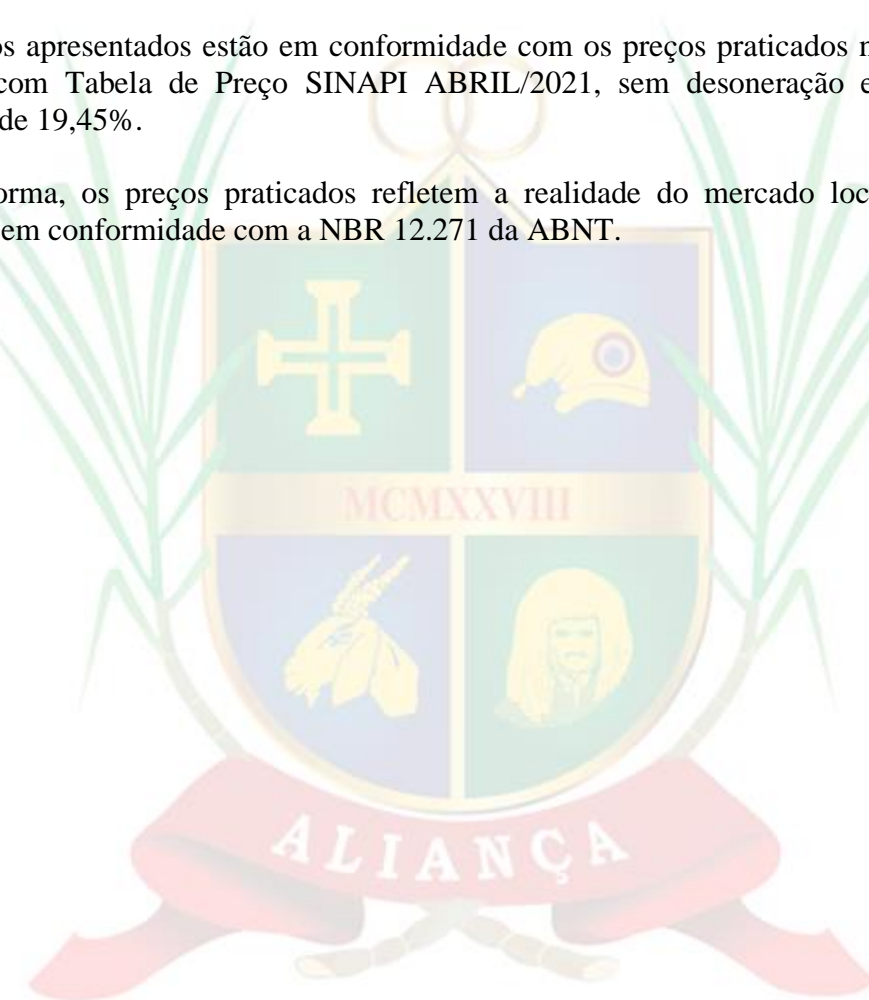 os apresentados estão em conformidade com os preços praticados
com Tabela de Preço SINAPI ABRIL/2021, sem desoneração e
de 19,45%.
orma, os preços praticados refletem a realidade do mercado loc
em conformidade com a NBR 12.271 da ABNT.
MCMXXVIII
ALIANÇA